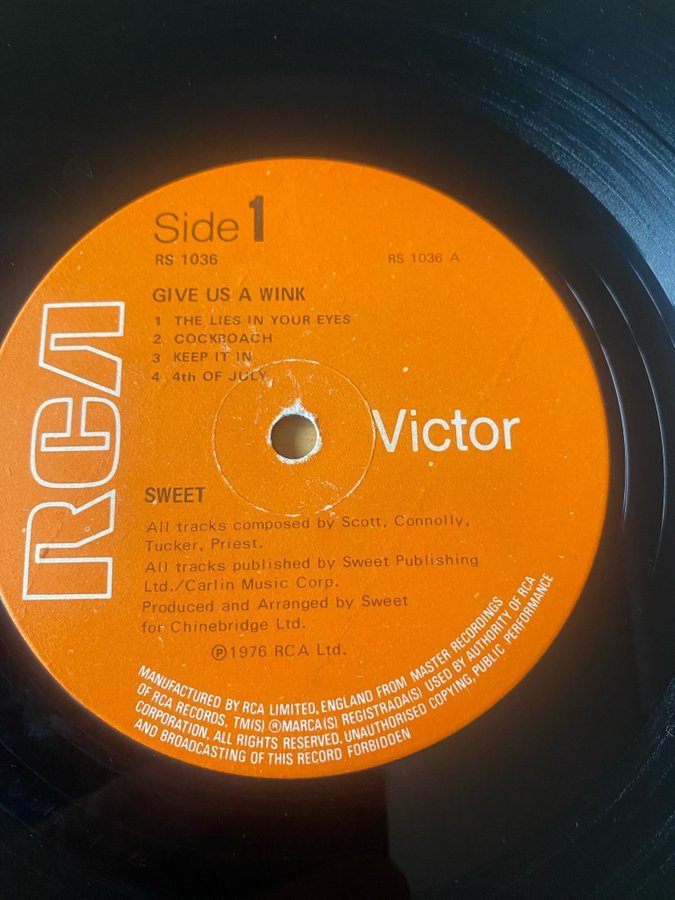 Side 1
RS 1036
RS 1036 A
GIVE US A WINK
1 THE LIES IN YOUR EYES
2 COCKROACH
3 KEEP IT IN
4 4th OF JULY
RCA
Victor
SWEET
All tracks composed by Scott, Connolly,
Tucker, Priest.
All tracks published by Sweet Publishing
Ltd./Carlin Music Corp.
Produced and Arranged by Sweet
for Chinebridge Ltd.
℗1976 RCA Ltd.
MANUFACTURED BY RCA LIMITED, ENGLAND FROM MASTER RECORDINGS
OF RCA RECORDS. TM(S) ®MARCA(S) REGISTRADA(S) USED BY AUTHORITY OF RCA
CORPORATION. ALL RIGHTS RESERVED. UNAUTHORISED COPYING, PUBLIC PERFORMANCE
AND BROADCASTING OF THIS RECORD FORBIDDEN